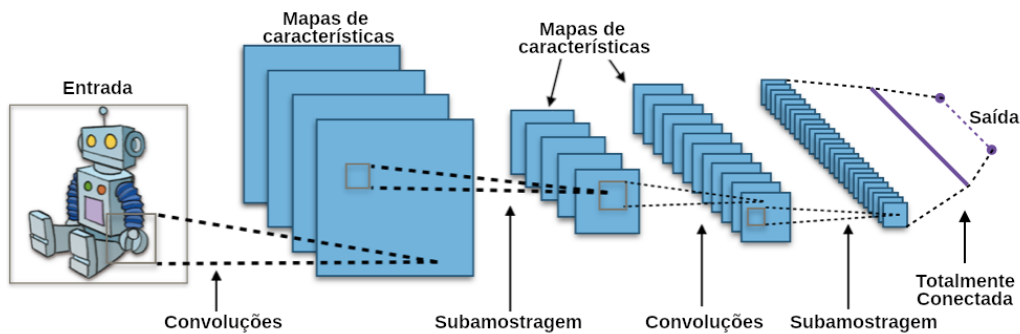 Mapas de
características
Mapas de
características
Entrada
Saída
Totalmente
Conectada
Convoluções
Subamostragem
Convoluções
Subamostragem